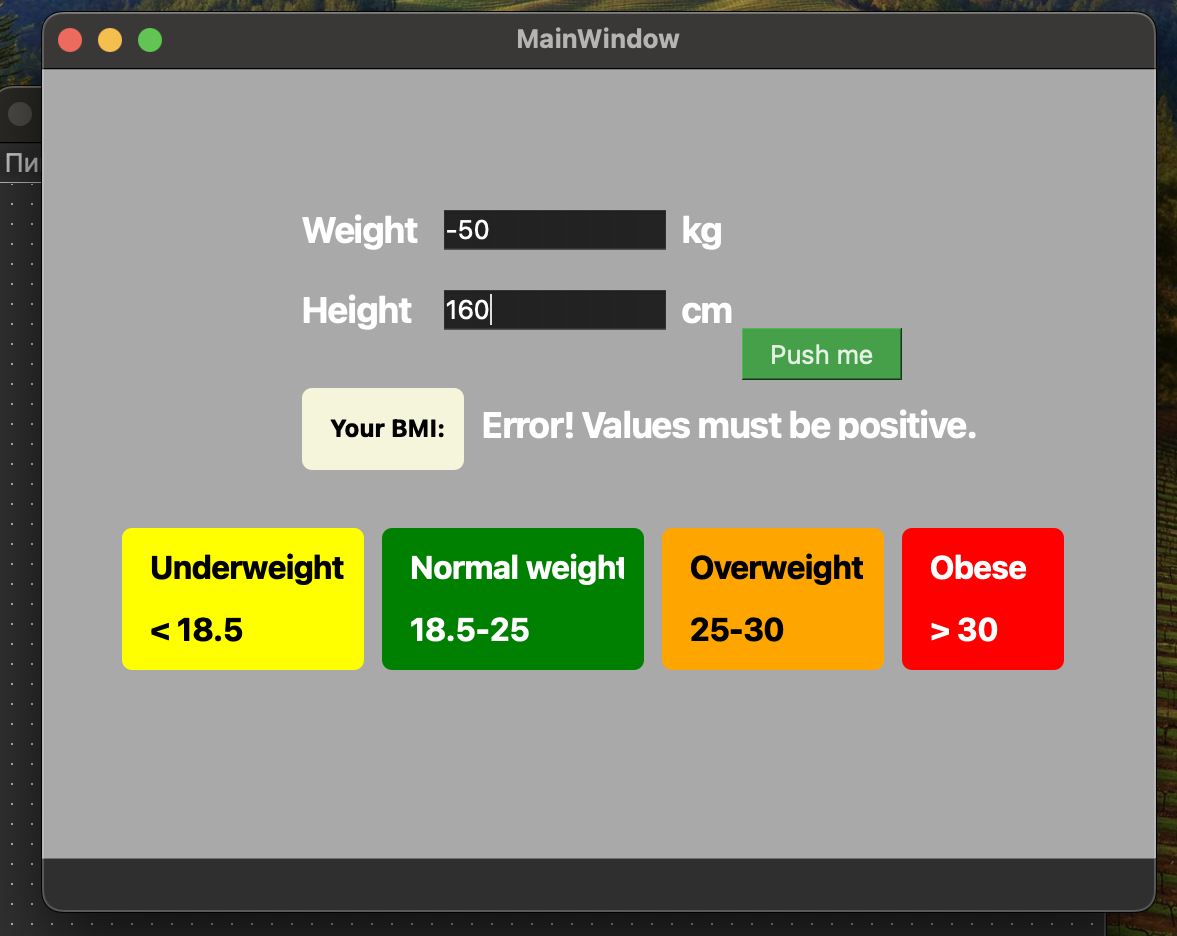 MainWindow
Пи
Weight -50 kg
Height 160 cm
Push me
Your BMI: Error! Values must be positive.
Underweight Normal weight Overweight Obese
< 18.5 18.5-25 25-30 > 30